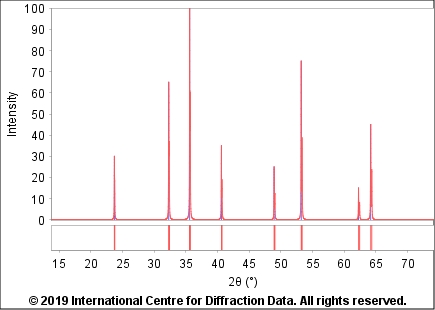 100
90
80
70
60
50
40
30
20
10
0
Intensity
15 20 25 30 35 40 45 50 55 60 65 70
2θ (°)
© 2019 International Centre for Diffraction Data. All rights reserved.